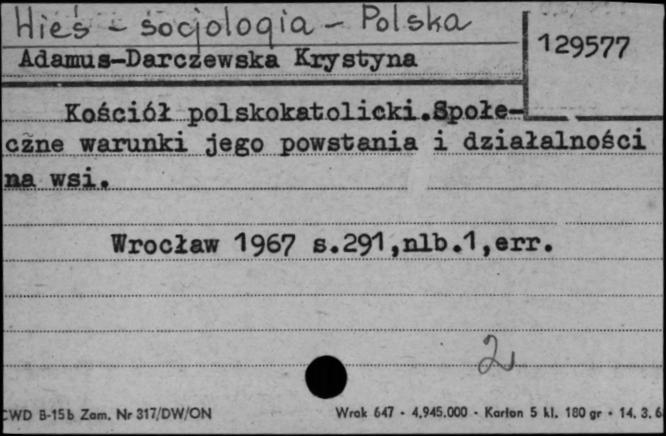 Wieś - socjologia - Polska
129577
Adamus-Darczewska Krystyna
Kościół polskokatolicki.Społe-
czne warunki jego powstania i działalności
na wsi.
Wrocław 1967 s.291,nlb.1,err.
2
CWD B-15b Zam. Nr 317/DW/ON Wrak 647 - 4,945.000 - Karton 5 kl. 180 gr - 14. 3. 6